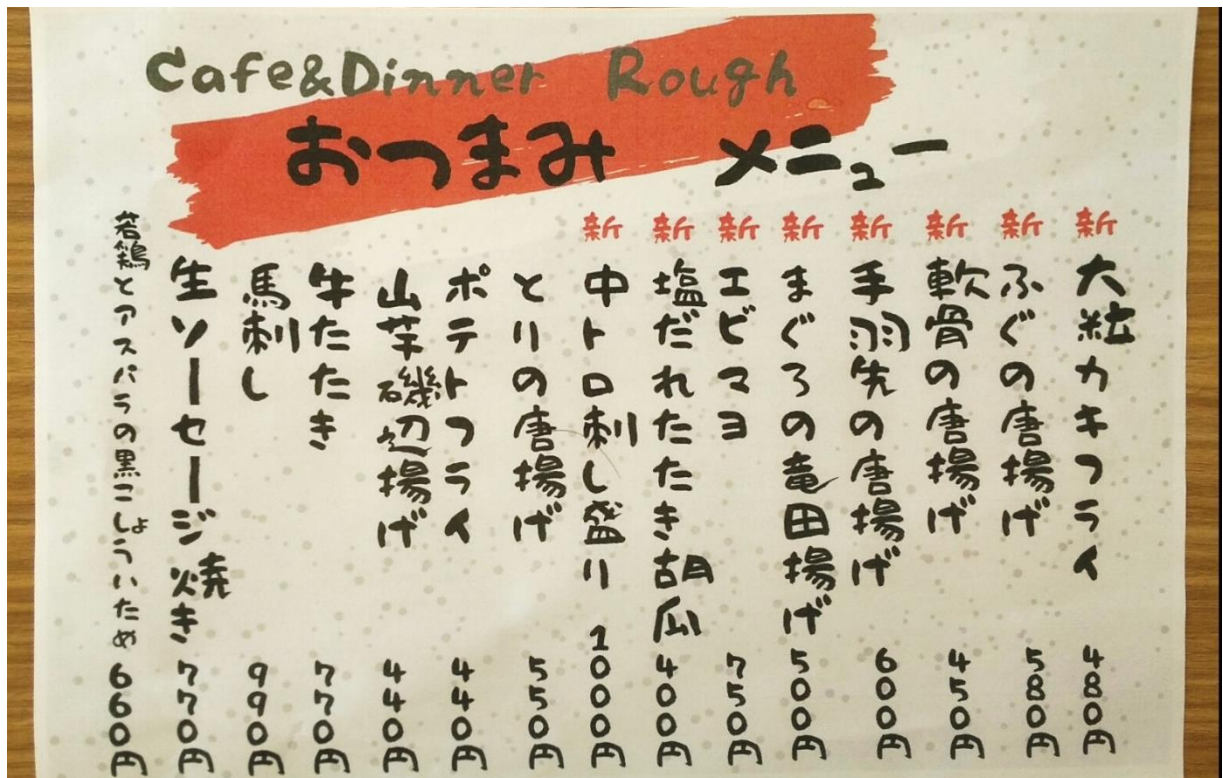 Cafe&Dinner Rough
おつまみ メニュー
新 大粒カキフライ 480円
新 ふぐの唐揚げ 580円
新 軟骨の唐揚げ 450円
新 手羽先の唐揚げ 600円
新 まぐろの竜田揚げ 500円
新 エビマヨ 750円
新 塩だれたたき胡瓜 400円
新 中トロ刺し盛り 1000円
とりの唐揚げ 550円
ポテトフライ 440円
山芋磯辺揚げ 440円
牛たたき 770円
馬刺し 990円
生ソーセージ焼き 770円
若鶏とアスパラの黒こしょういため 660円